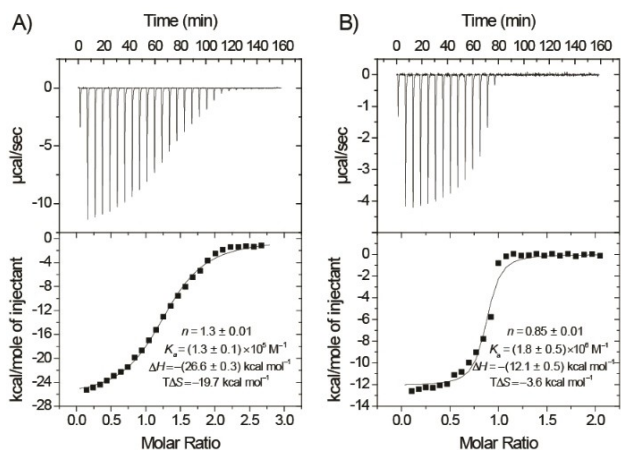 A)
Time (min)
0 20 40 60 80 100 120 140 160
0
-5
-10
µcal/sec
0
-4
-8
-12
-16
-20
-24
-28
kcal/mole of injectant
n = 1.3 ± 0.01
Kₐ = (1.3 ± 0.1)×10⁵ M⁻¹
ΔH=−(26.6 ± 0.3) kcal mol⁻¹
TΔS=−19.7 kcal mol⁻¹
0.0 0.5 1.0 1.5 2.0 2.5 3.0
Molar Ratio
B)
Time (min)
0 20 40 60 80 100 120 140 160
0
-1
-2
-3
-4
µcal/sec
0
-2
-4
-6
-8
-10
-12
-14
kcal/mole of injectant
n = 0.85 ± 0.01
Kₐ = (1.8 ± 0.5)×10⁶ M⁻¹
ΔH=−(12.1 ± 0.5) kcal mol⁻¹
TΔS=−3.6 kcal mol⁻¹
0.0 0.5 1.0 1.5 2.0
Molar Ratio